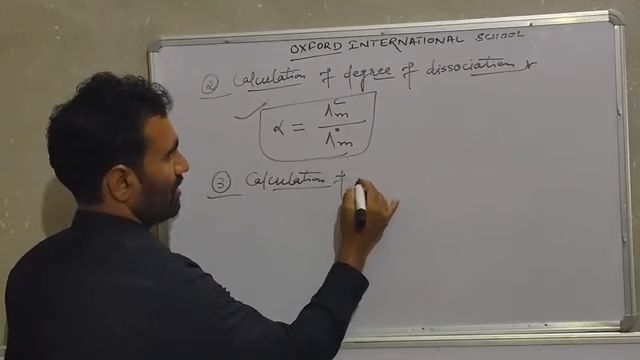 OXFORD INTERNATIONAL SCHOOL
② Calculation of degree of dissociation
α = Λᶜm / Λ°m
③ Calculation of